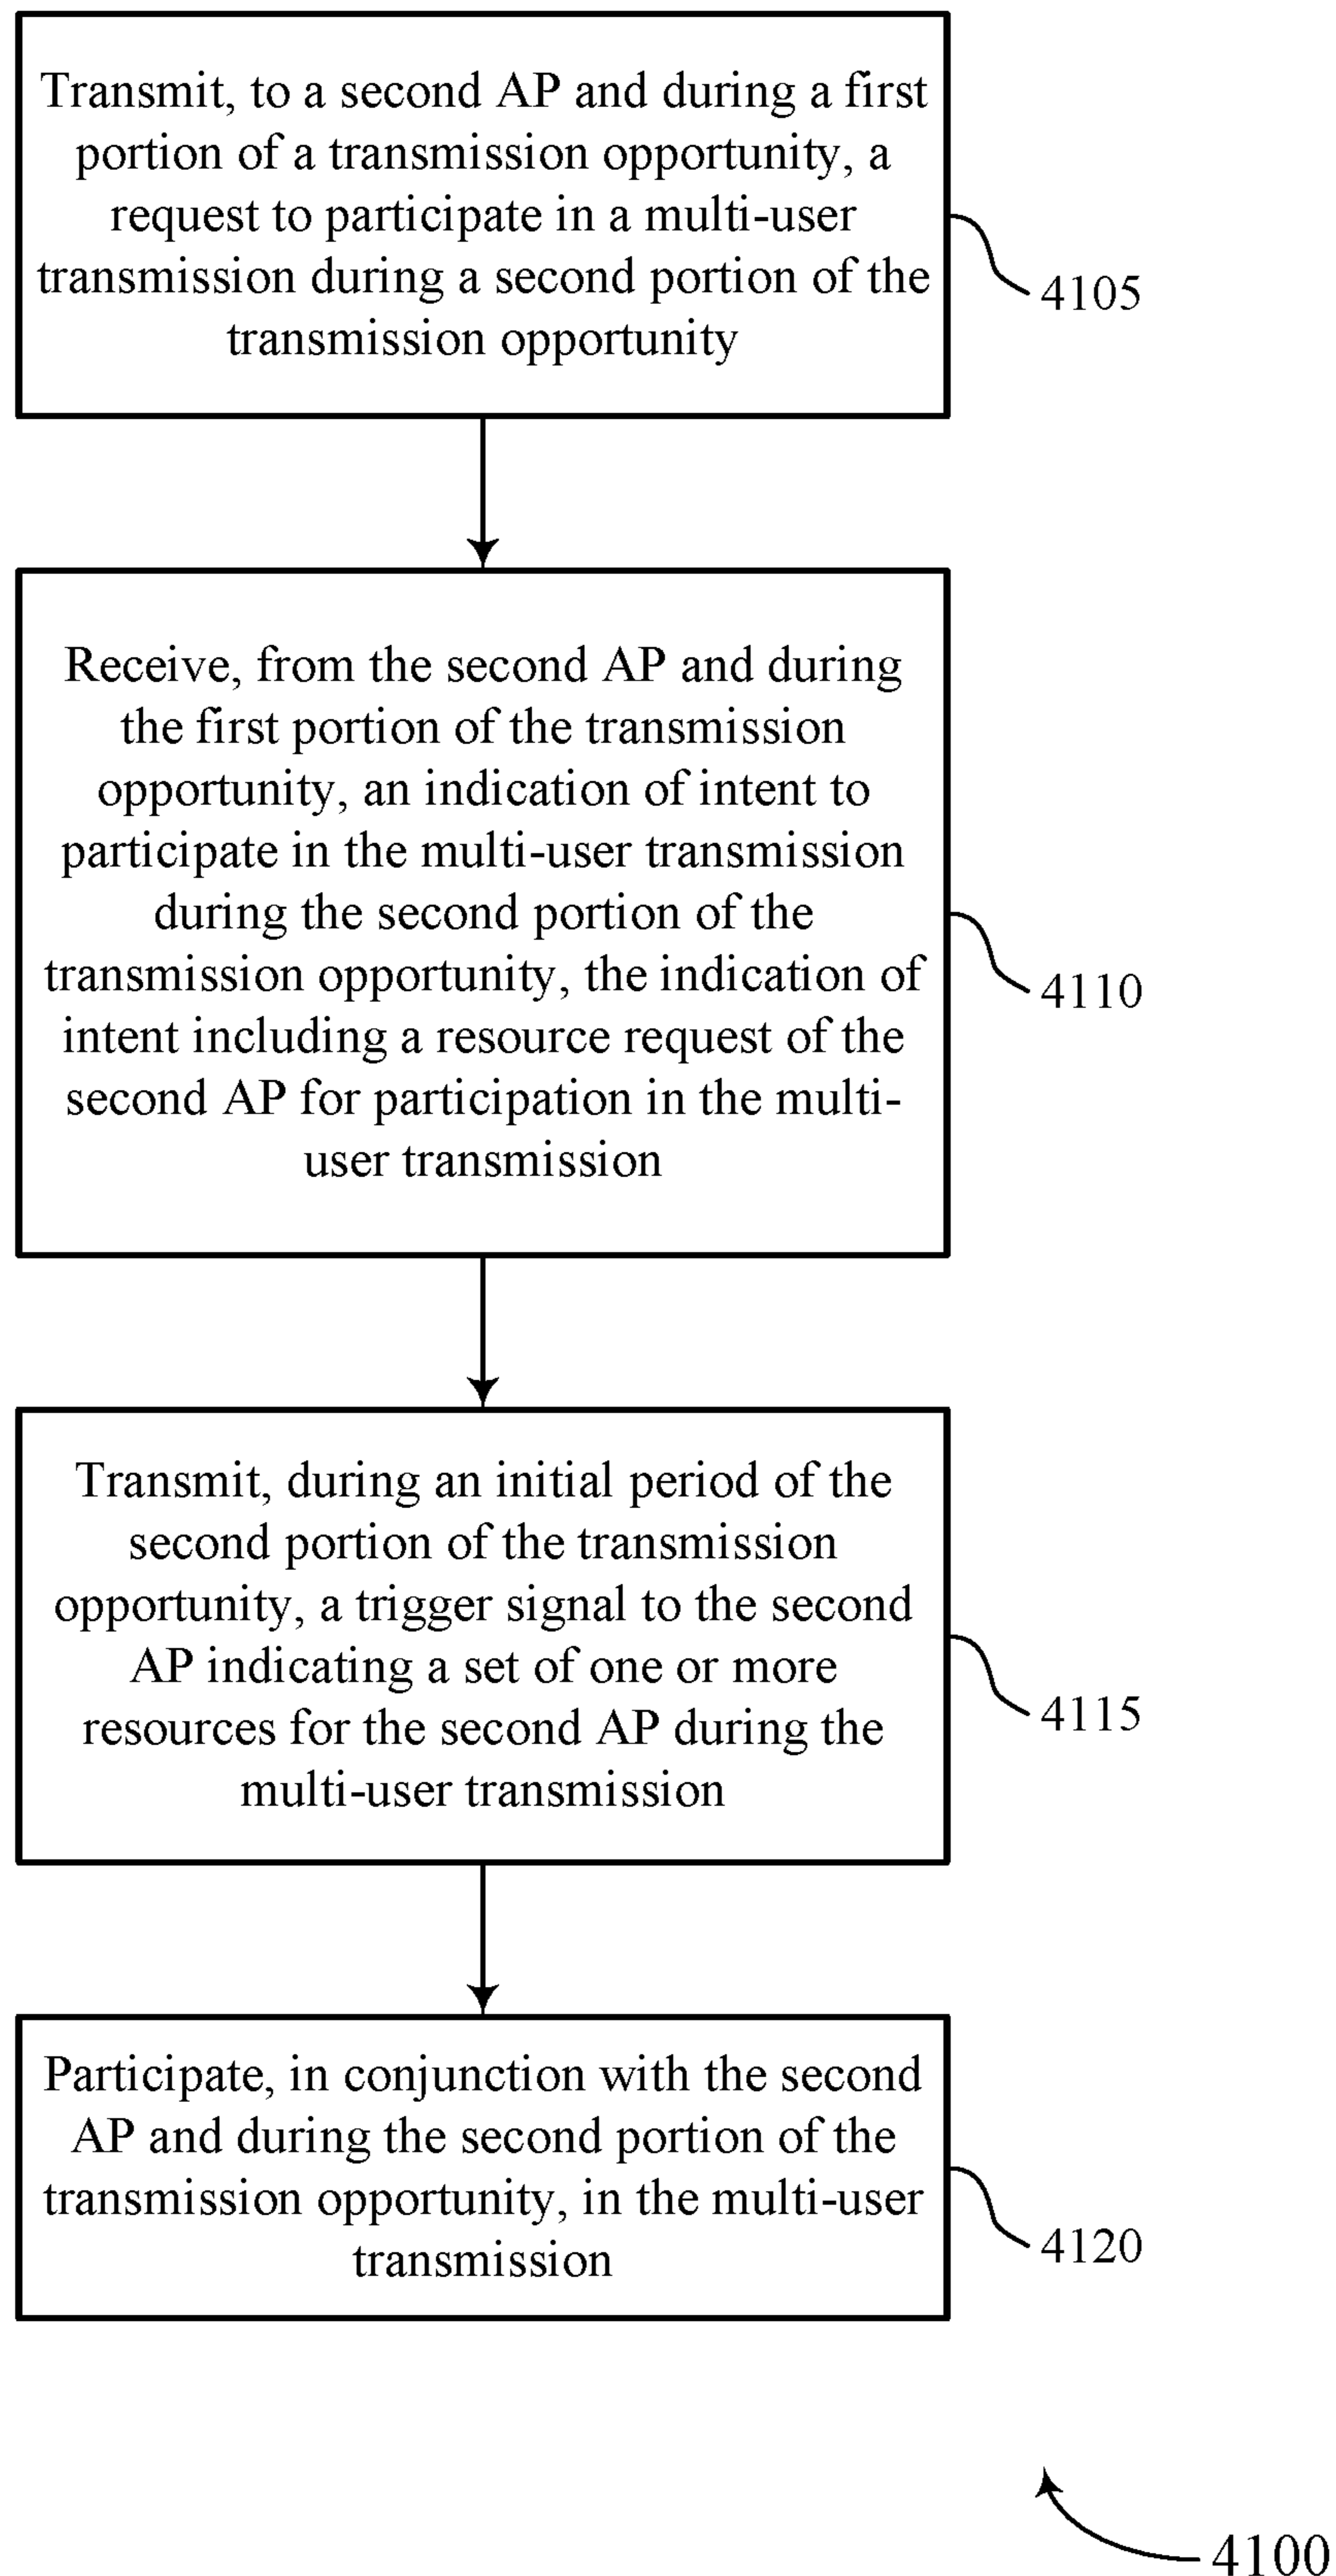 Transmit, to a second AP and during a first
portion of a transmission opportunity, a
request to participate in a multi-user
transmission during a second portion of the
transmission opportunity
4105
Receive, from the second AP and during
the first portion of the transmission
opportunity, an indication of intent to
participate in the multi-user transmission
during the second portion of the
transmission opportunity, the indication of
intent including a resource request of the
second AP for participation in the multi-
user transmission
4110
Transmit, during an initial period of the
second portion of the transmission
opportunity, a trigger signal to the second
AP indicating a set of one or more
resources for the second AP during the
multi-user transmission
4115
Participate, in conjunction with the second
AP and during the second portion of the
transmission opportunity, in the multi-user
transmission
4120
4100